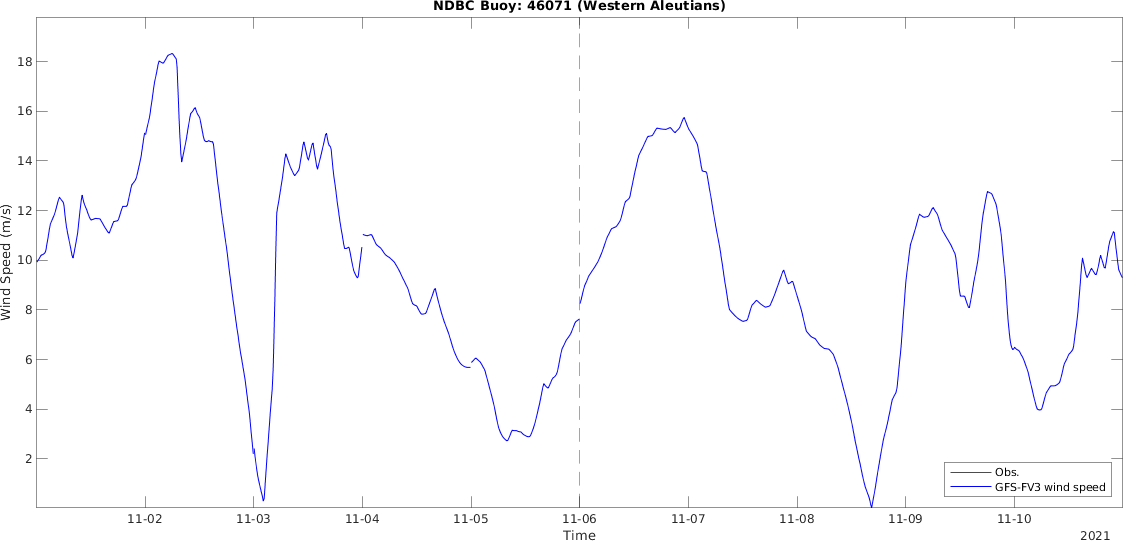 NDBC Buoy: 46071 (Western Aleutians)
Wind Speed (m/s)
18
16
14
12
10
8
6
4
2
Obs.
GFS-FV3 wind speed
11-02 11-03 11-04 11-05 11-06 11-07 11-08 11-09 11-10
Time
2021